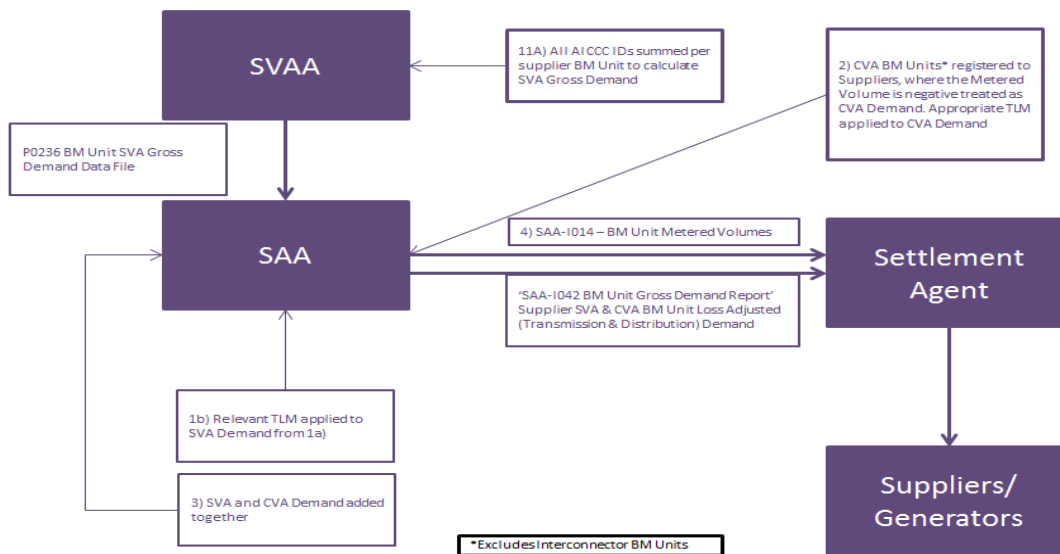 SVAA
11A) All AI CCC IDs summed per
supplier BM Unit to calculate
SVA Gross Demand
2) CVA BM Units* registered to
Suppliers, where the Metered
Volume is negative treated as
CVA Demand. Appropriate TLM
applied to CVA Demand
P0236 BM Unit SVA Gross
Demand Data File
SAA
4) SAA-I014 – BM Unit Metered Volumes
'SAA-I042 BM Unit Gross Demand Report'
Supplier SVA & CVA BM Unit Loss Adjusted
(Transmission & Distribution) Demand
Settlement
Agent
1b) Relevant TLM applied to
SVA Demand from 1a)
3) SVA and CVA Demand added
together
Suppliers/
Generators
*Excludes Interconnector BM Units